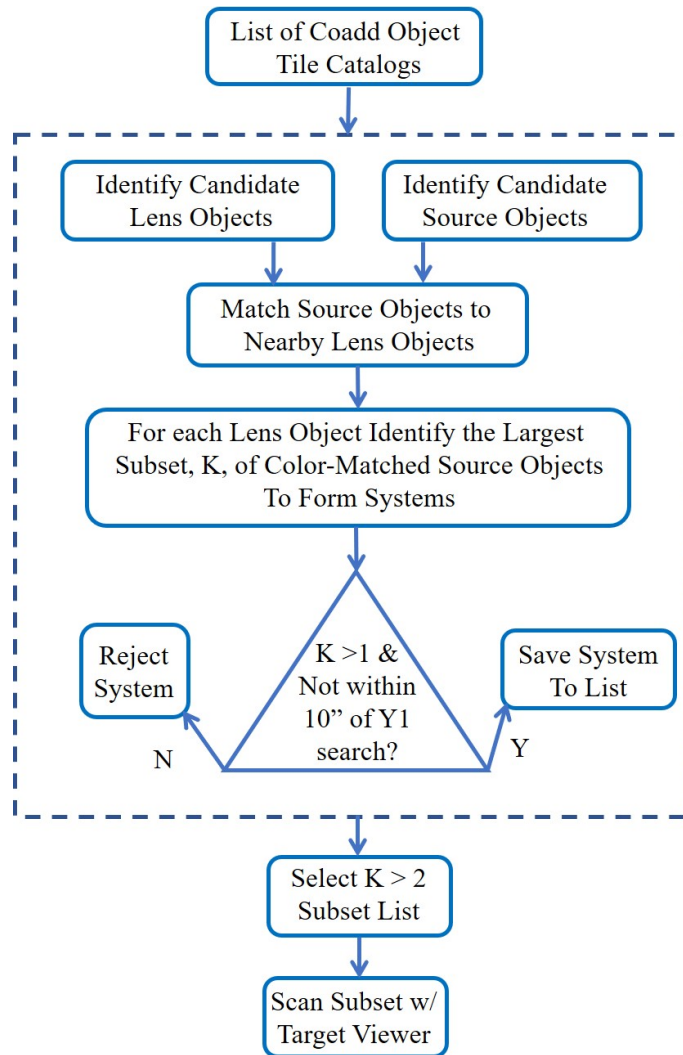 List of Coadd Object
Tile Catalogs
Identify Candidate
Lens Objects
Identify Candidate
Source Objects
Match Source Objects to
Nearby Lens Objects
For each Lens Object Identify the Largest
Subset, K, of Color-Matched Source Objects
To Form Systems
K >1 &
Not within
10” of Y1
search?
Reject
System
Save System
To List
N
Y
Select K > 2
Subset List
Scan Subset w/
Target Viewer